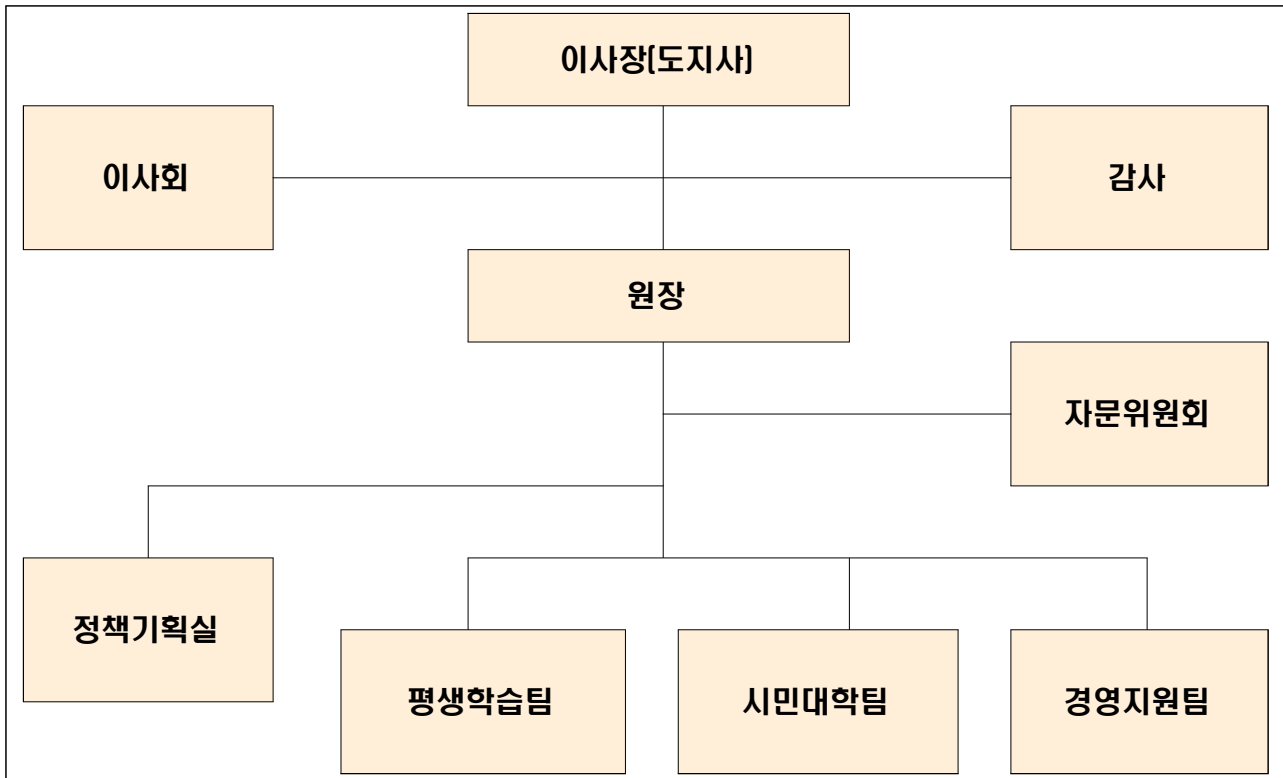 이사장(도지사)
이사회
감사
원장
자문위원회
정책기획실
평생학습팀
시민대학팀
경영지원팀